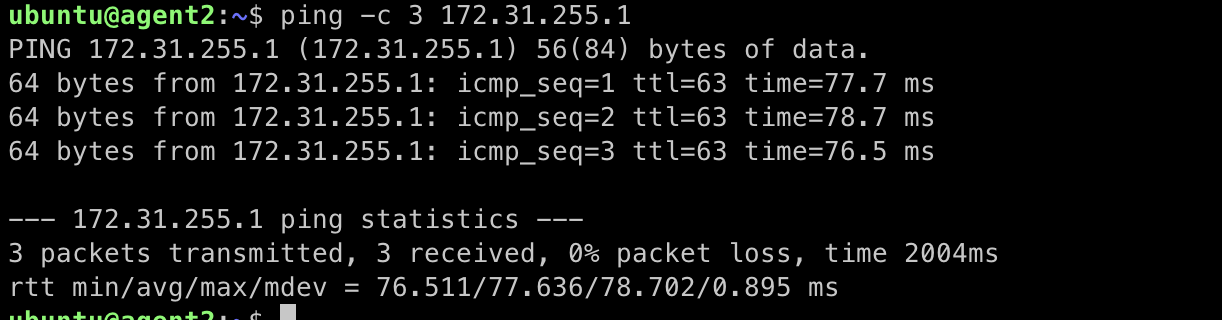 ubuntu@agent2:~$ ping -c 3 172.31.255.1
PING 172.31.255.1 (172.31.255.1) 56(84) bytes of data.
64 bytes from 172.31.255.1: icmp_seq=1 ttl=63 time=77.7 ms
64 bytes from 172.31.255.1: icmp_seq=2 ttl=63 time=78.7 ms
64 bytes from 172.31.255.1: icmp_seq=3 ttl=63 time=76.5 ms
--- 172.31.255.1 ping statistics ---
3 packets transmitted, 3 received, 0% packet loss, time 2004ms
rtt min/avg/max/mdev = 76.511/77.636/78.702/0.895 ms
ubuntu@agent2:~$